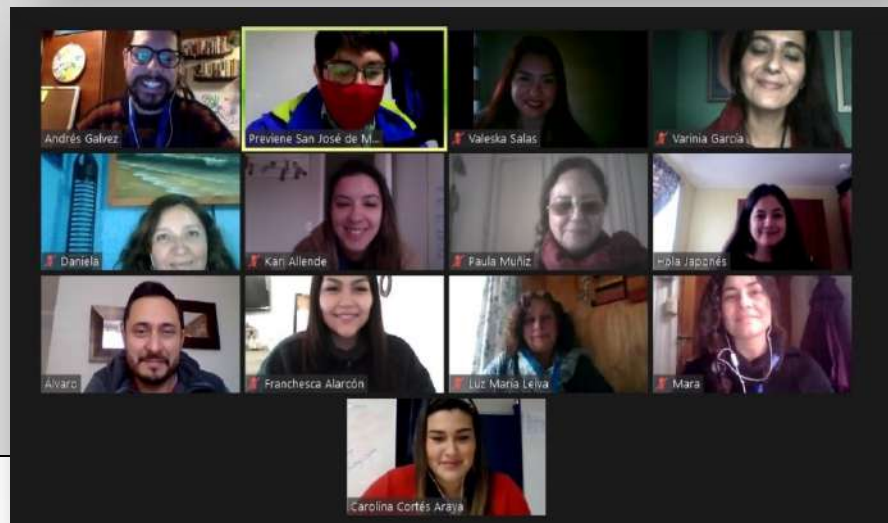 Andrés Galvez
Previene San José de M...
Valeska Salas
Varinia García
Daniela
Kari Allende
Paula Muñiz
Hola Japonés
Alvaro
Franchesca Alarcón
Luz Maria Leiva
Mara
Carolina Cortés Araya